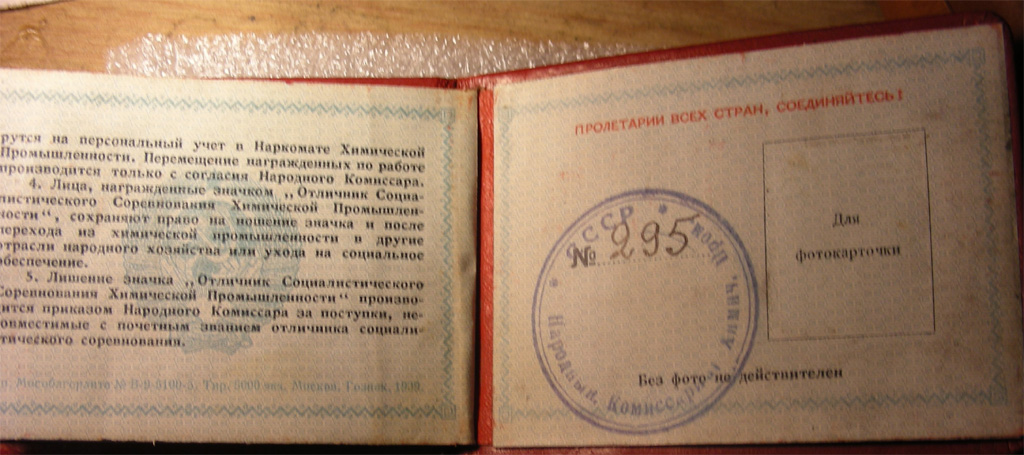 рутся на персональный учет в Наркомате Химической
Промышленности. Перемещение награжденных по работе
производится только с согласия Народного Комиссара.
4. Лица, награжденные значком „Отличник Социа-
листического Соревнования Химической Промышлен-
ности“, сохраняют право на ношение значка и после
перехода из химической промышленности в другие
отрасли народного хозяйства или ухода на социальное
обеспечение.
5. Лишение значка „Отличник Социалистического
Соревнования Химической Промышленности“ произво-
дится приказом Народного Комиссара за поступки, не-
совместимые с почетным званием отличника социали-
стического соревнования.
Тир. 5000 экз. Москва, Гознак, 1939.
ПРОЛЕТАРИИ ВСЕХ СТРАН, СОЕДИНЯЙТЕСЬ!
СССР
№ 295
Народный Комиссариат Химич. Пром.
Для
фотокарточки
Без фото не действителен